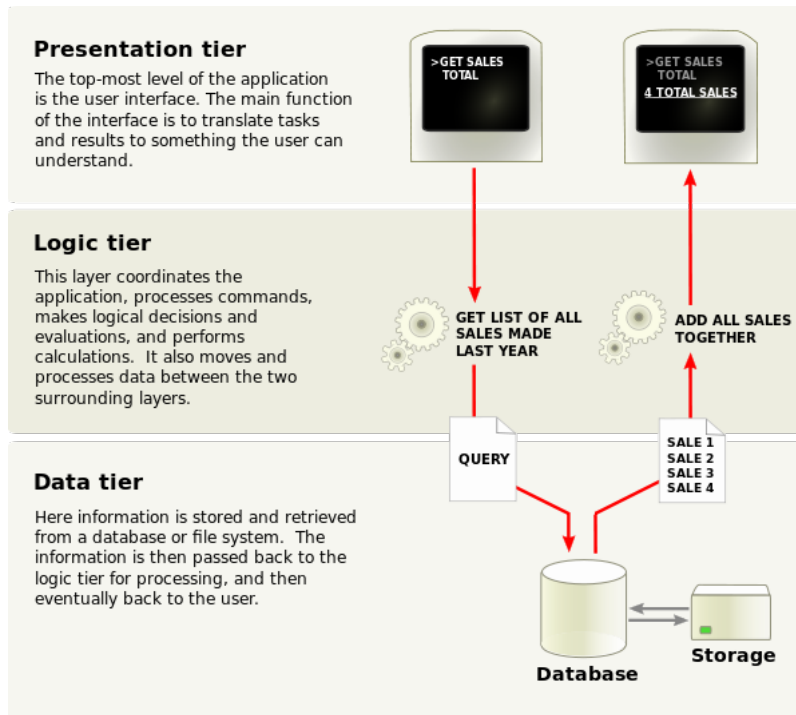 Presentation tier
The top-most level of the application
is the user interface. The main function
of the interface is to translate tasks
and results to something the user can
understand.
>GET SALES
TOTAL
>GET SALES
TOTAL
4 TOTAL SALES
Logic tier
This layer coordinates the
application, processes commands,
makes logical decisions and
evaluations, and performs
calculations.  It also moves and
processes data between the two
surrounding layers.
GET LIST OF ALL
SALES MADE
LAST YEAR
ADD ALL SALES
TOGETHER
QUERY
SALE 1
SALE 2
SALE 3
SALE 4
Data tier
Here information is stored and retrieved
from a database or file system.  The
information is then passed back to the
logic tier for processing, and then
eventually back to the user.
Database
Storage